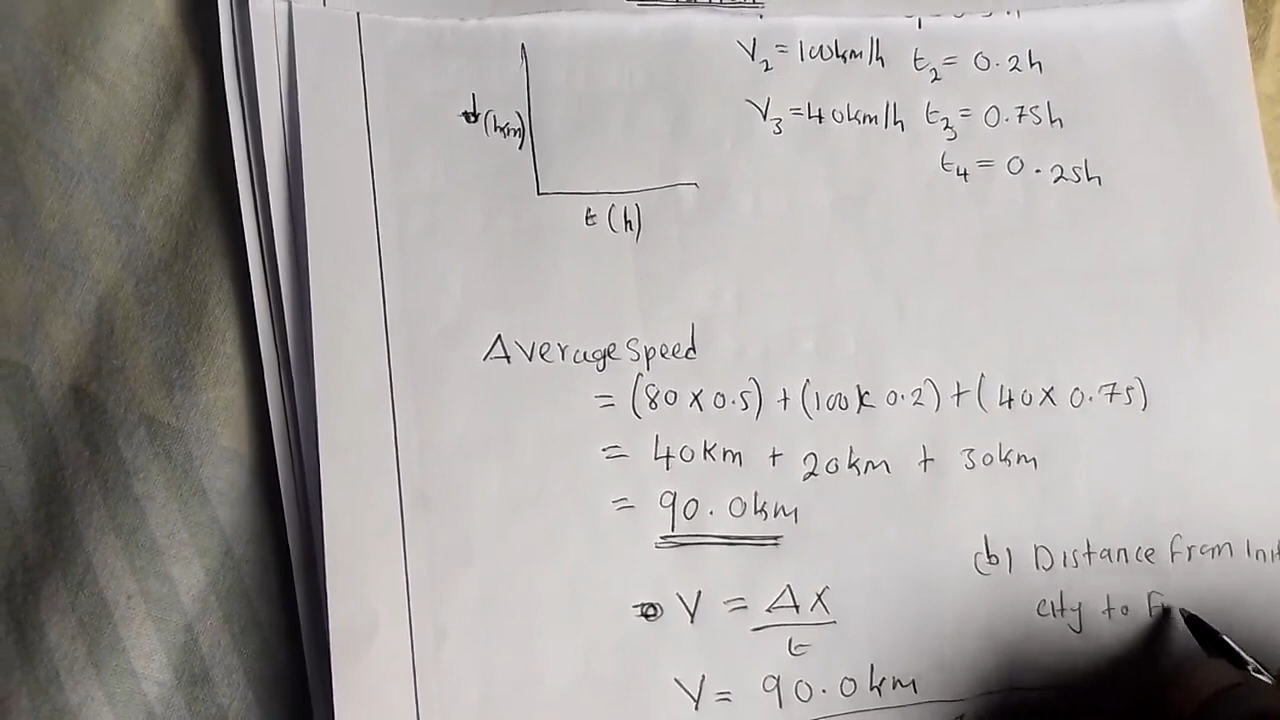 V₂ = 100km/h t₂ = 0.2h
d (km)
V₃ = 40km/h t₃ = 0.75h
t₄ = 0.25h
t (h)
Average speed
= (80 x 0.5) + (100 x 0.2) + (40 x 0.75)
= 40km + 20km + 30km
= 90.0km
(b) Distance from Init
V = ΔX
city to F
t
V = 90.0km